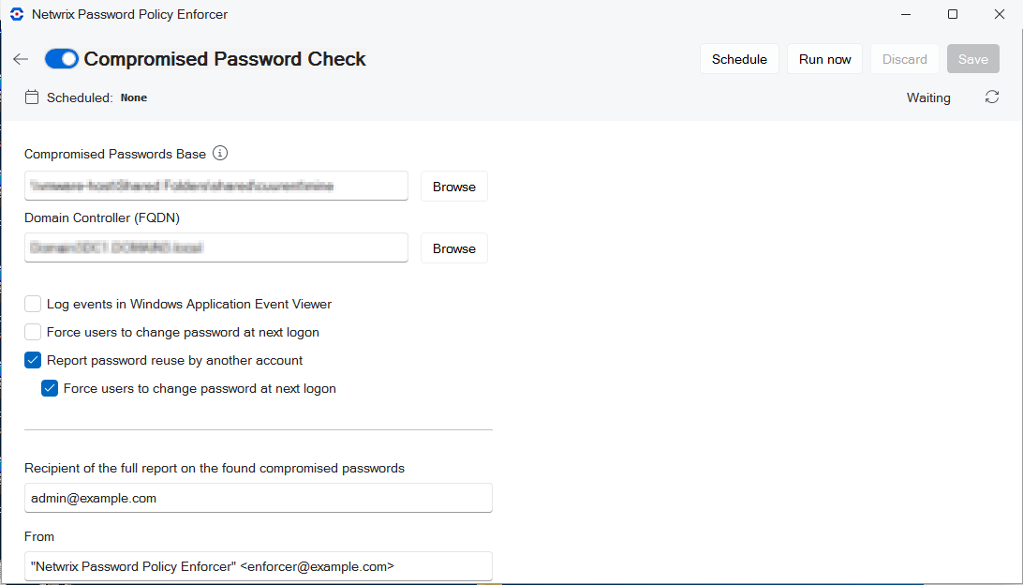 Netwrix Password Policy Enforcer
Compromised Password Check
Schedule
Run now
Discard
Save
Scheduled: None
Waiting
Compromised Passwords Base
Browse
Domain Controller (FQDN)
Browse
Log events in Windows Application Event Viewer
Force users to change password at next logon
Report password reuse by another account
Force users to change password at next logon
Recipient of the full report on the found compromised passwords
admin@example.com
From
"Netwrix Password Policy Enforcer" <enforcer@example.com>